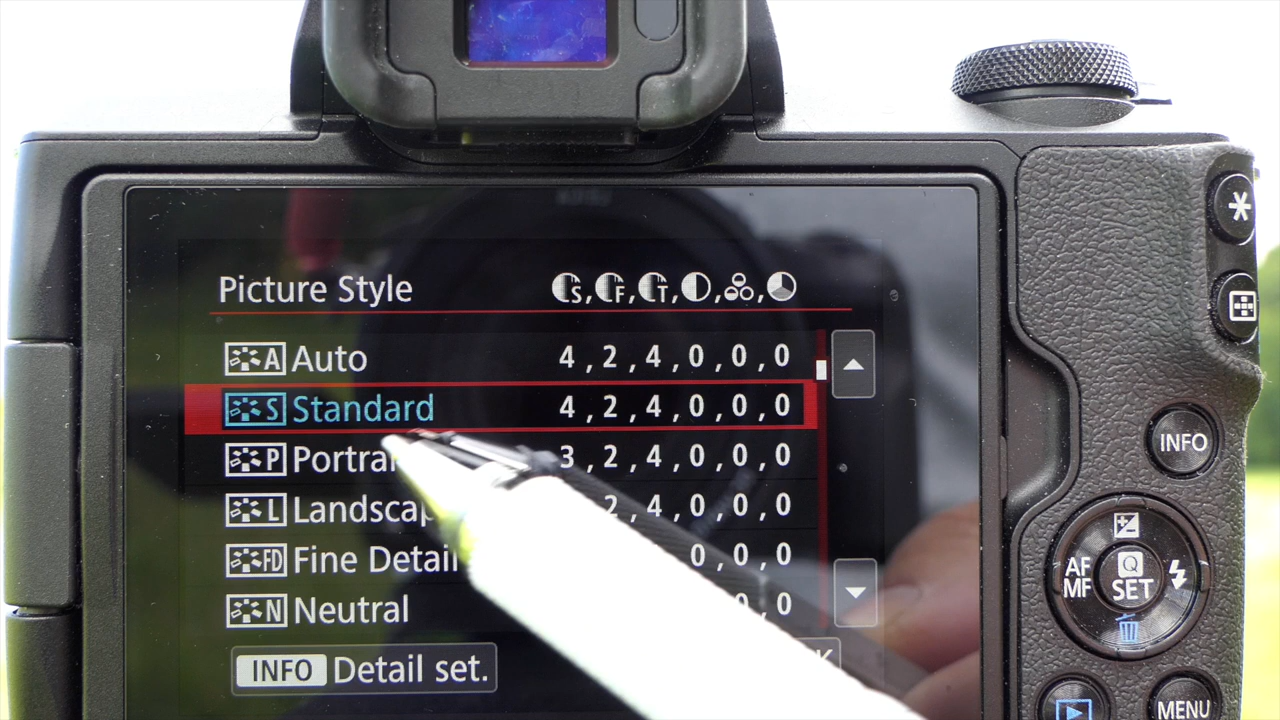 Picture Style S, F, T, , ,
A Auto 4, 2, 4, 0, 0, 0
S Standard 4, 2, 4, 0, 0, 0
P Portra 3, 2, 4, 0, 0, 0
L Landscap 2, 4, 0, 0, 0
FD Fine Detail 0, 0, 0
N Neutral 0
INFO Detail set.
INFO
AF
MF
Q
SET
MENU